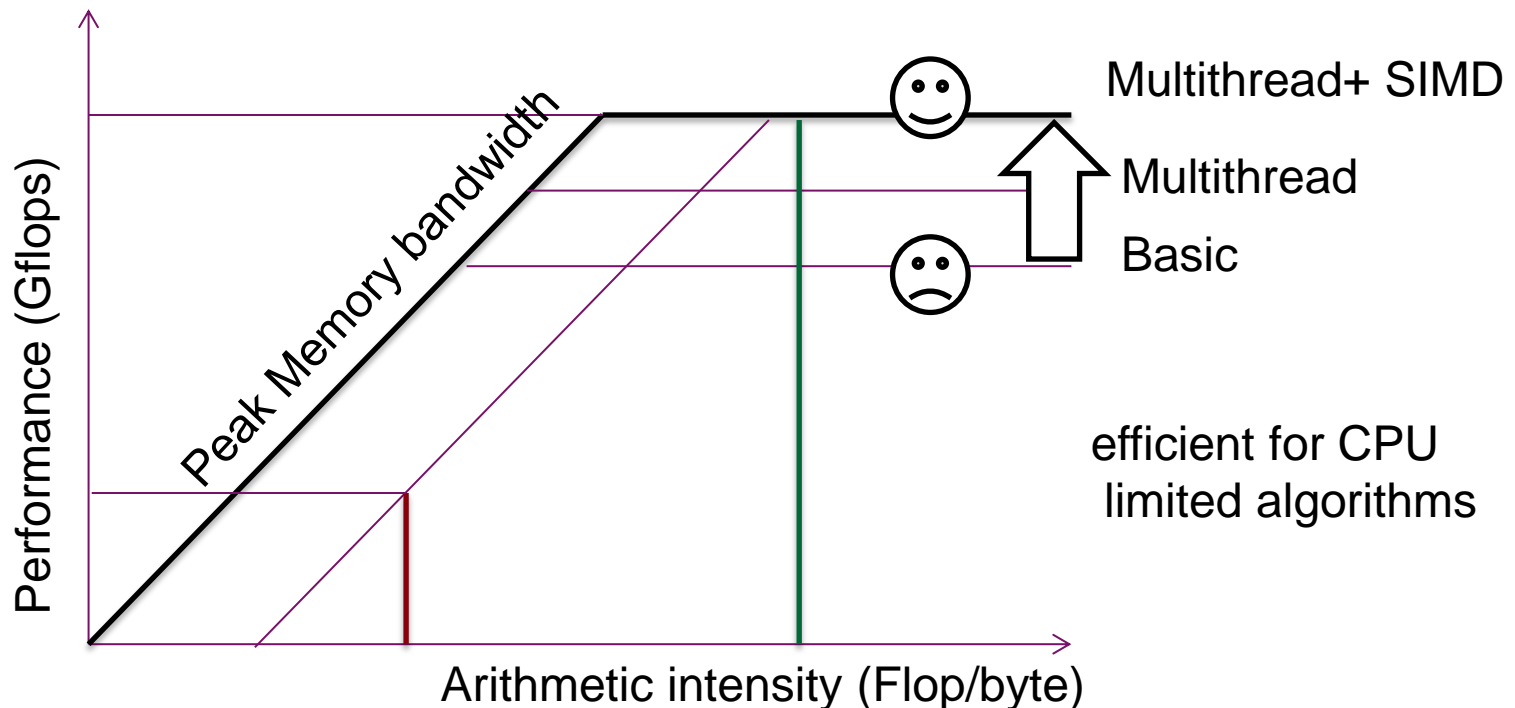 Performance (Gflops)
Peak Memory bandwidth
Multithread+ SIMD
Multithread
Basic
efficient for CPU
limited algorithms
Arithmetic intensity (Flop/byte)